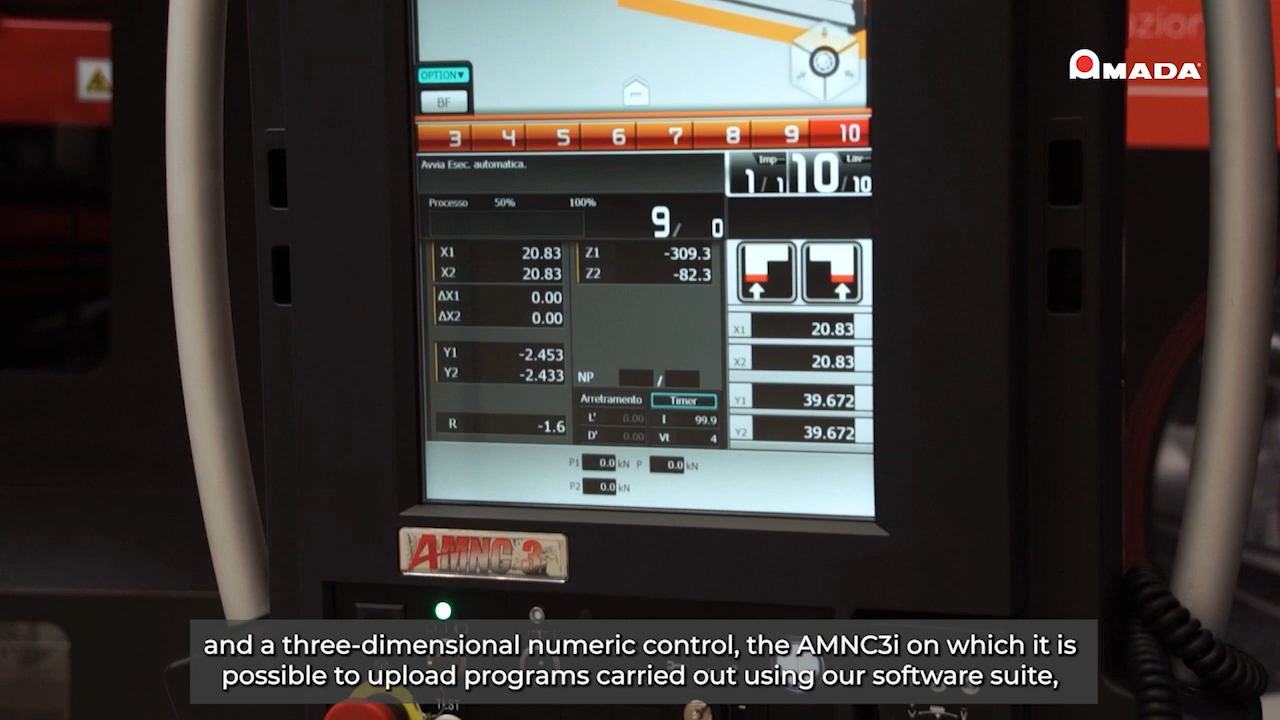 uzion
AMADA
OPTION▼
BF
3 4 5 6 7 8 9 10
Avvia Esec. automatica.
Imp
1 / 1
Lav
10 / 10
Processo 50% 100%
9 / 0
X1 20.83
X2 20.83
ΔX1 0.00
ΔX2 0.00
Y1 -2.453
Y2 -2.433
R -1.6
Z1 -309.3
Z2 -82.3
NP /
Arretramento Timer
L' 0.00 I 99.9
D' 0.00 Vt 4
X1 20.83
X2 20.83
Y1 39.672
Y2 39.672
P1 0.0 kN P 0.0 kN
P2 0.0 kN
AMNC 3
and a three-dimensional numeric control, the AMNC3i on which it is
possible to upload programs carried out using our software suite,